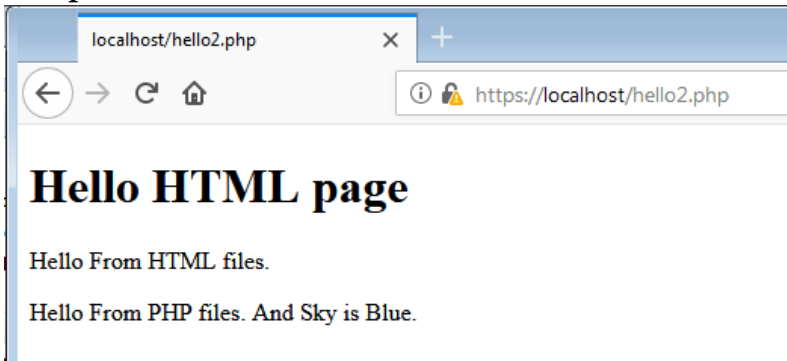 localhost/hello2.php
https://localhost/hello2.php
Hello HTML page
Hello From HTML files.
Hello From PHP files. And Sky is Blue.